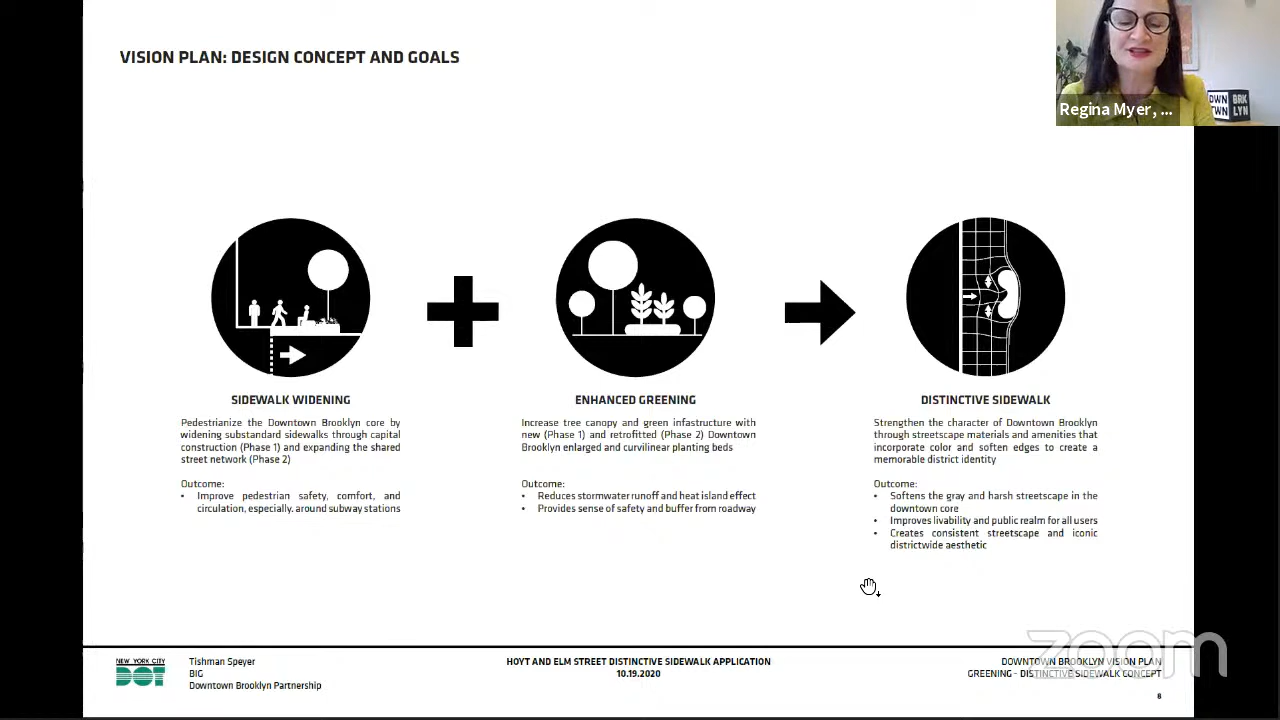 VISION PLAN: DESIGN CONCEPT AND GOALS
DOWN
TWN
BRK
LYN
Regina Myer, ...
SIDEWALK WIDENING
Pedestrianize the Downtown Brooklyn core by
widening substandard sidewalks through capital
construction (Phase 1) and expanding the shared
street network (Phase 2)
Outcome:
• Improve pedestrian safety, comfort, and
circulation, especially, around subway stations
ENHANCED GREENING
Increase tree canopy and green infastructure with
new (Phase 1) and retrofitted (Phase 2) Downtown
Brooklyn enlarged and curvilinear planting beds
Outcome:
• Reduces stormwater runoff and heat island effect
• Provides sense of safety and buffer from roadway
DISTINCTIVE SIDEWALK
Strengthen the character of Downtown Brooklyn
through streetscape materials and amenities that
incorporate color and soften edges to create a
memorable district identity
Outcome:
• Softens the gray and harsh streetscape in the
downtown core
• Improves livability and public realm for all users
• Creates consistent streetscape and iconic
districtwide aesthetic
NEW YORK CITY
DOT
Tishman Speyer
BIG
Downtown Brooklyn Partnership
HOYT AND ELM STREET DISTINCTIVE SIDEWALK APPLICATION
10.19.2020
DOWNTOWN BROOKLYN VISION PLAN
GREENING - DISTINCTIVE SIDEWALK CONCEPT
8
zoom